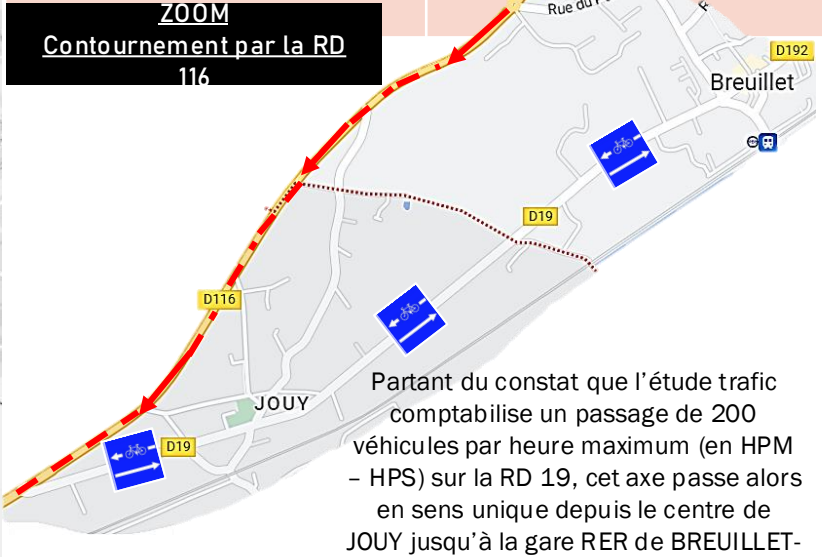 ZOOM
Contournement par la RD
116
Rue du
D192
Breuillet
D19
D116
JOUY
D19
Partant du constat que l’étude trafic
comptabilise un passage de 200
véhicules par heure maximum (en HPM
– HPS) sur la RD 19, cet axe passe alors
en sens unique depuis le centre de
JOUY jusqu’à la gare RER de BREUILLET-